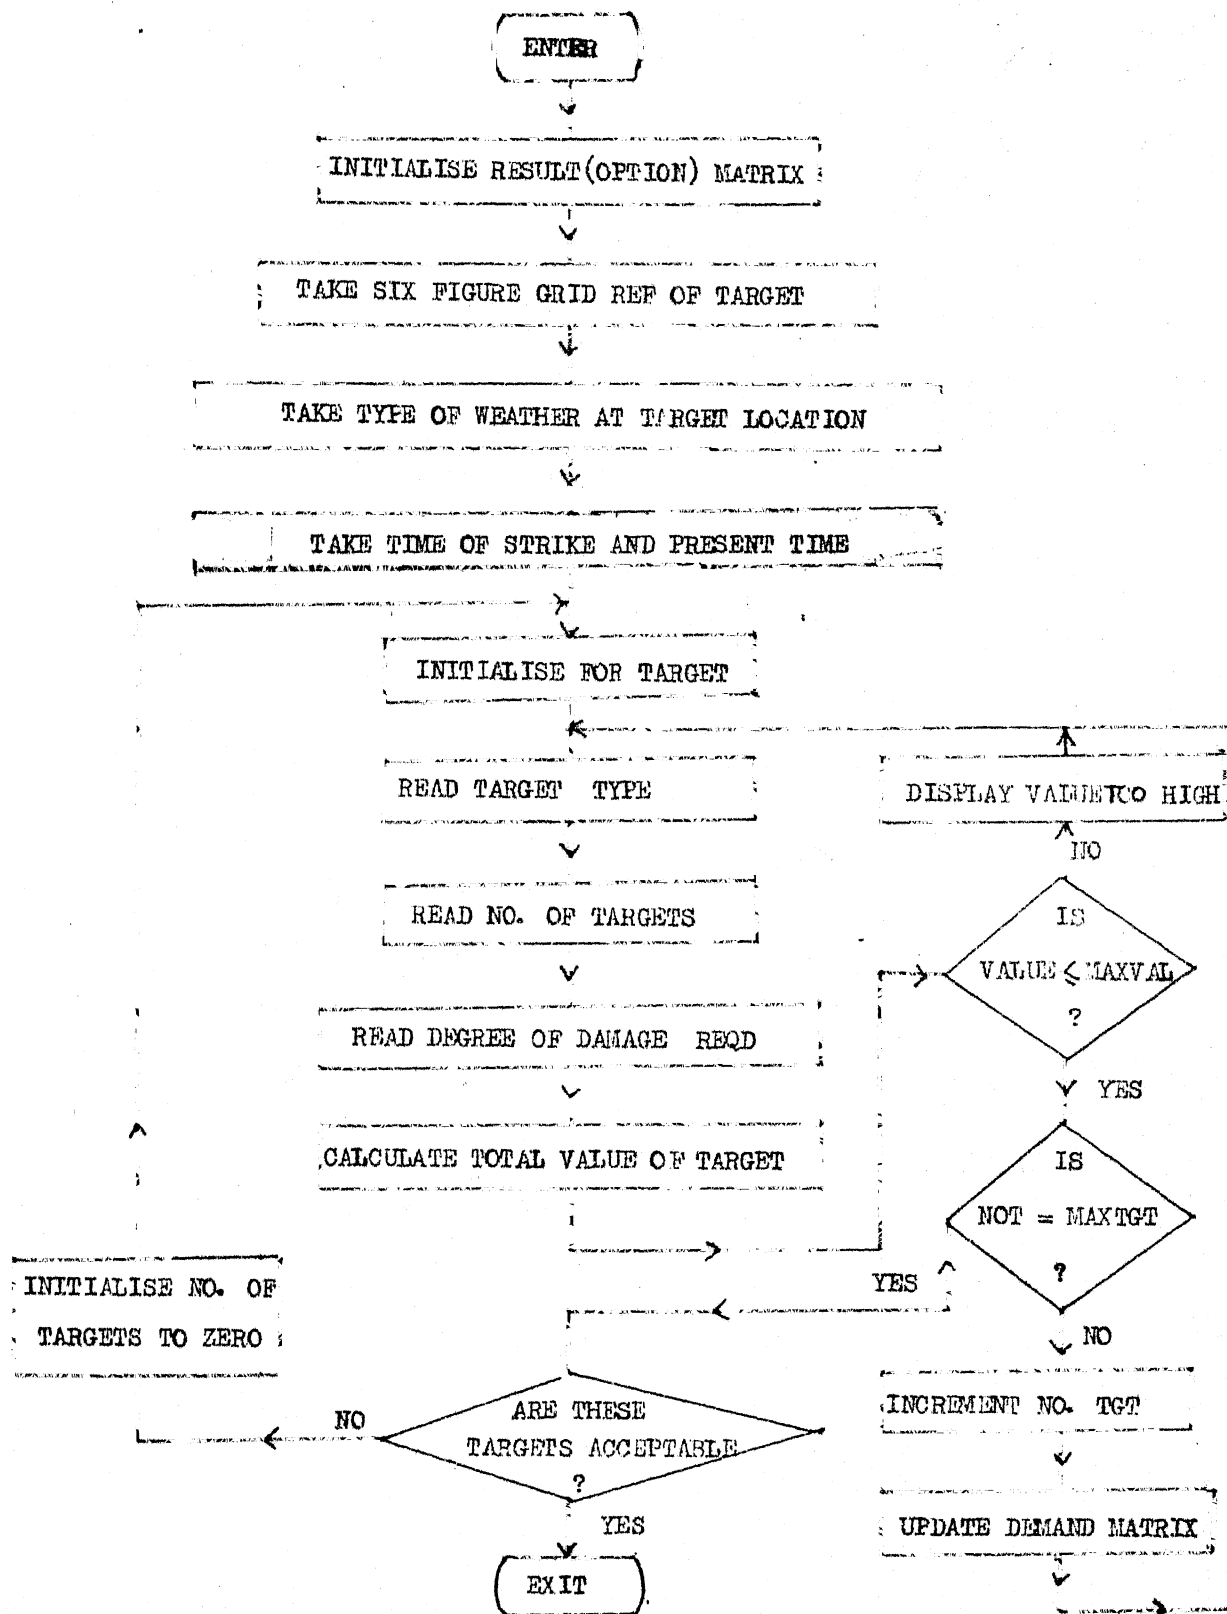 ENTER
INITIALISE RESULT(OPTION) MATRIX
TAKE SIX FIGURE GRID REF OF TARGET
TAKE TYPE OF WEATHER AT TARGET LOCATION
TAKE TIME OF STRIKE AND PRESENT TIME
INITIALISE FOR TARGET
READ TARGET TYPE
READ NO. OF TARGETS
READ DEGREE OF DAMAGE REQD
CALCULATE TOTAL VALUE OF TARGET
DISPLAY VALUE TOO HIGH
NO
IS
VALUE ⩽ MAXVAL
?
YES
IS
NOT = MAXTGT
?
YES
NO
INCREMENT NO. TGT
UPDATE DEMAND MATRIX
ARE THESE
TARGETS ACCEPTABLE
?
NO
INITIALISE NO. OF
TARGETS TO ZERO
YES
EXIT